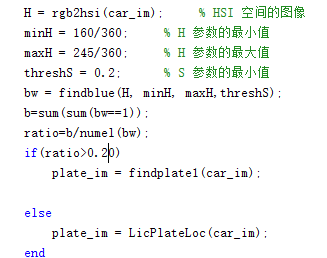 H = rgb2hsi(car_im);    % HSI 空间的图像
minH = 160/360;    % H 参数的最小值
maxH = 245/360;    % H 参数的最大值
threshS = 0.2;    % S 参数的最小值
bw = findblue(H, minH, maxH,threshS);
b=sum(sum(bw==1));
ratio=b/numel(bw);
if(ratio>0.20)
    plate_im = findplate1(car_im);
else
    plate_im = LicPlateLoc(car_im);
end